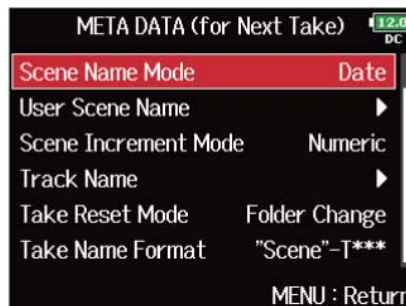 META DATA (for Next Take)
12.0
DC
Scene Name Mode Date
User Scene Name
Scene Increment Mode Numeric
Track Name
Take Reset Mode Folder Change
Take Name Format "Scene"-T***
MENU : Return